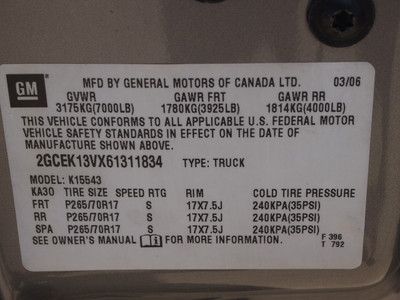 GM
MFD BY GENERAL MOTORS OF CANADA LTD. 03/06
GVWR GAWR FRT GAWR RR
3175KG(7000LB) 1780KG(3925LB) 1814KG(4000LB)
THIS VEHICLE CONFORMS TO ALL APPLICABLE U.S. FEDERAL MOTOR
VEHICLE SAFETY STANDARDS IN EFFECT ON THE DATE OF
MANUFACTURE SHOWN ABOVE.
2GCEK13VX61311834 TYPE: TRUCK
MODEL: K15543
KA30 TIRE SIZE SPEED RTG RIM COLD TIRE PRESSURE
FRT P265/70R17 S 17X7.5J 240KPA(35PSI)
RR P265/70R17 S 17X7.5J 240KPA(35PSI)
SPA P265/70R17 S 17X7.5J 240KPA(35PSI)
SEE OWNER'S MANUAL FOR MORE INFORMATION. F 396
T 792